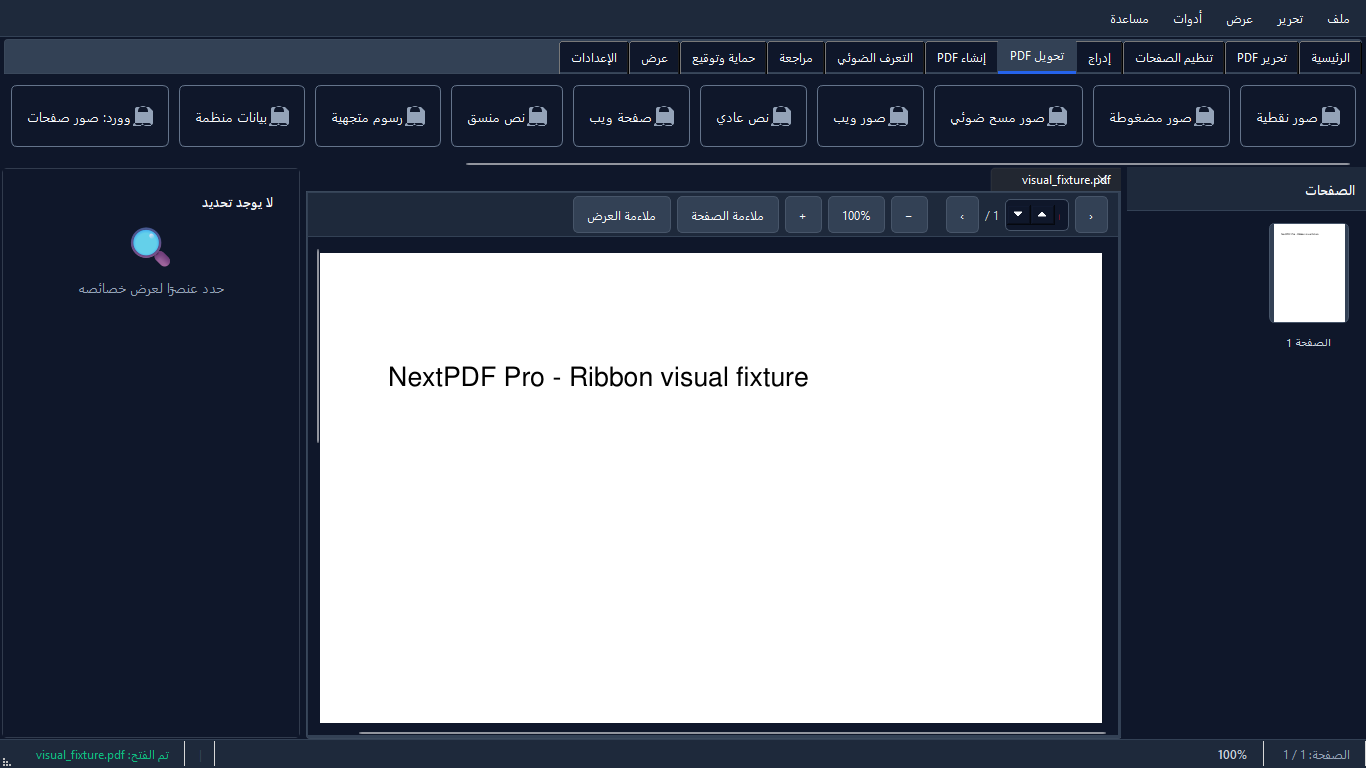 ملف تحرير عرض أدوات مساعدة
الرئيسية تحرير PDF تنظيم الصفحات إدراج تحويل PDF إنشاء PDF التعرف الضوئي مراجعة حماية وتوقيع عرض الإعدادات
صور نقطية صور مضغوطة صور مسح ضوئي صور ويب نص عادي صفحة ويب نص منسق رسوم متجهية بيانات منظمة وورد: صور صفحات
الصفحات
visual_fixture.pdf
لا يوجد تحديد
› / 1 ‹ − 100% + ملاءمة الصفحة ملاءمة العرض
حدد عنصرًا لعرض خصائصه
الصفحة 1
NextPDF Pro - Ribbon visual fixture
الصفحة: 1 / 1 100% تم الفتح: visual_fixture.pdf